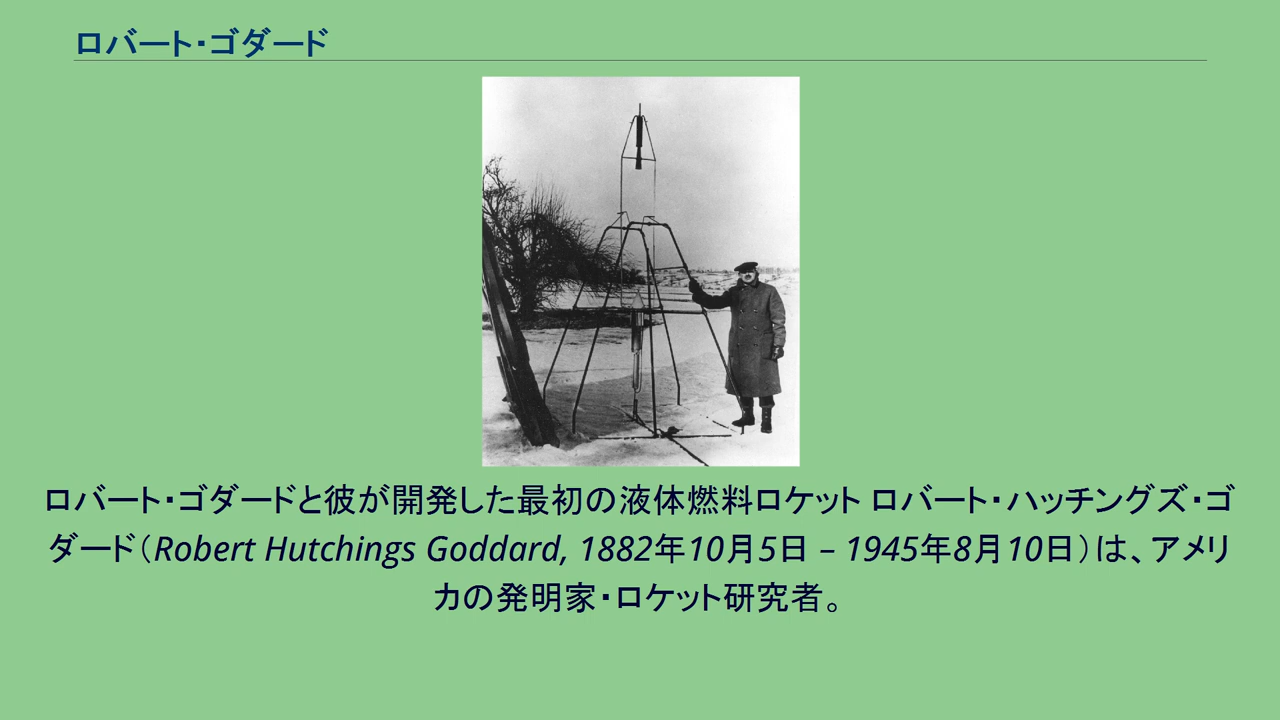 ロバート・ゴダード
ロバート・ゴダードと彼が開発した最初の液体燃料ロケット ロバート・ハッチングズ・ゴ
ダード（Robert Hutchings Goddard, 1882年10月5日 – 1945年8月10日）は、アメリ
カの発明家・ロケット研究者。